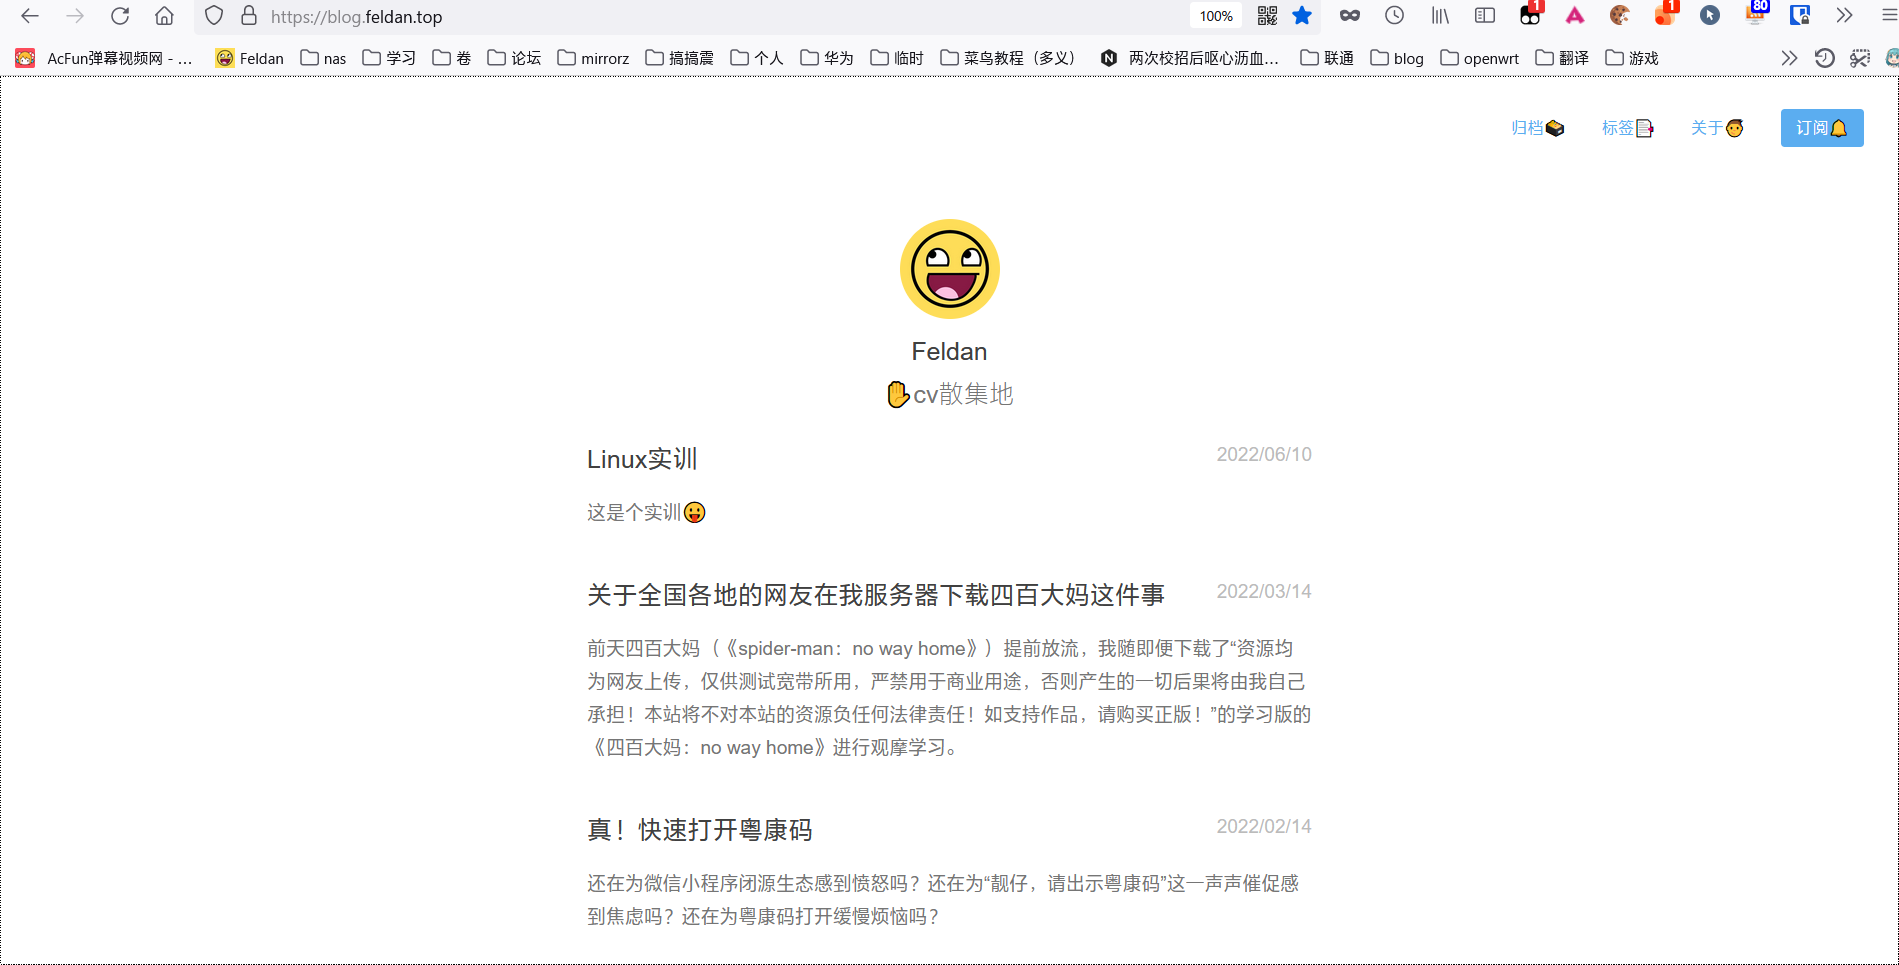 https://blog.feldan.top 100% 1 1 80
AcFun弹幕视频网 - ... Feldan nas 学习 卷 论坛 mirrorz 搞搞震 个人 华为 临时 菜鸟教程（多义） 两次校招后呕心沥血... 联通 blog openwrt 翻译 游戏
归档 标签 关于 订阅
Feldan
✋cv散集地
Linux实训 2022/06/10
这是个实训😛
关于全国各地的网友在我服务器下载四百大妈这件事 2022/03/14
前天四百大妈（《spider-man：no way home》）提前放流，我随即便下载了“资源均
为网友上传，仅供测试宽带所用，严禁用于商业用途，否则产生的一切后果将由我自己
承担！本站将不对本站的资源负任何法律责任！如支持作品，请购买正版！”的学习版的
《四百大妈：no way home》进行观摩学习。
真！快速打开粤康码 2022/02/14
还在为微信小程序闭源生态感到愤怒吗？还在为“靓仔，请出示粤康码”这一声声催促感
到焦虑吗？还在为粤康码打开缓慢烦恼吗？